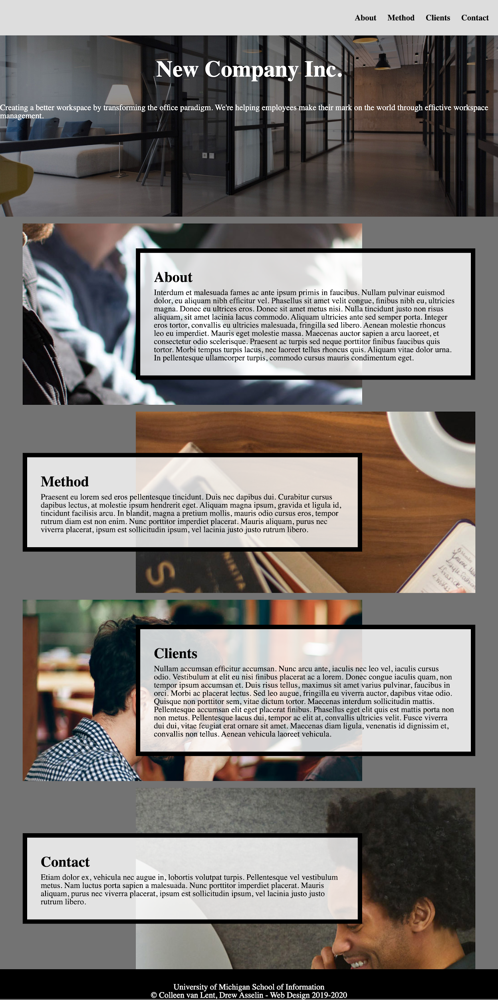 About Method Clients Contact
New Company Inc.
Creating a better workspace by transforming the office paradigm. We're helping employees make their mark on the world through effictive workspace
management.
About
Interdum et malesuada fames ac ante ipsum primis in faucibus. Nullam pulvinar euismod
dolor, eu aliquam nibh efficitur vel. Phasellus sit amet velit congue, finibus nibh eu, ultricies
magna. Donec eu ultrices eros. Donec sit amet metus nisi. Nulla tincidunt justo non risus
aliquam, sit amet lacinia lacus commodo. Aliquam ultricies ante sed semper porta. Integer
eros tortor, convallis eu ultricies malesuada, fringilla sed libero. Aenean molestie rhoncus
leo eu imperdiet. Mauris eget molestie massa. Maecenas auctor sapien a arcu laoreet, et
consectetur odio scelerisque. Praesent ac turpis sed neque porttitor finibus faucibus quis
tortor. Morbi tempus turpis lacus, nec laoreet tellus rhoncus quis. Aliquam vitae dolor urna.
In pellentesque ullamcorper turpis, commodo cursus mauris condimentum eget.
Method
Praesent eu lorem sed eros pellentesque tincidunt. Duis nec dapibus dui. Curabitur cursus
dapibus lectus, at molestie ipsum hendrerit eget. Aliquam magna ipsum, gravida et ligula id,
tincidunt facilisis arcu. In blandit, magna a pretium mollis, mauris odio cursus eros, tempor
rutrum diam est non enim. Nunc porttitor imperdiet placerat. Mauris aliquam, purus nec
viverra placerat, ipsum est sollicitudin ipsum, vel lacinia justo justo rutrum libero.
NIKITA
Clients
Nullam accumsan efficitur accumsan. Nunc arcu ante, iaculis nec leo vel, iaculis cursus
odio. Vestibulum at elit eu nisi finibus placerat ac a lorem. Donec congue iaculis quam, non
tempor ipsum accumsan et. Duis risus tellus, maximus sit amet varius pulvinar, faucibus in
orci. Morbi ac placerat lectus. Sed leo augue, fringilla eu viverra auctor, dapibus vitae odio.
Quisque non porttitor sem, vitae dictum tortor. Maecenas interdum sollicitudin mattis.
Pellentesque accumsan elit eget placerat finibus. Phasellus eget elit quis est mattis porta non
non metus. Pellentesque lacus dui, tempor ac elit at, convallis ultricies velit. Fusce viverra
dui dui, vitae feugiat erat ornare sit amet. Maecenas diam ligula, venenatis id dignissim et,
convallis non tellus. Aenean vehicula laoreet vehicula.
Contact
Etiam dolor ex, vehicula nec augue in, lobortis volutpat turpis. Pellentesque vel vestibulum
metus. Nam luctus porta sapien a malesuada. Nunc porttitor imperdiet placerat. Mauris
aliquam, purus nec viverra placerat, ipsum est sollicitudin ipsum, vel lacinia justo justo
rutrum libero.
University of Michigan School of Information
© Colleen van Lent, Drew Asselin - Web Design 2019-2020